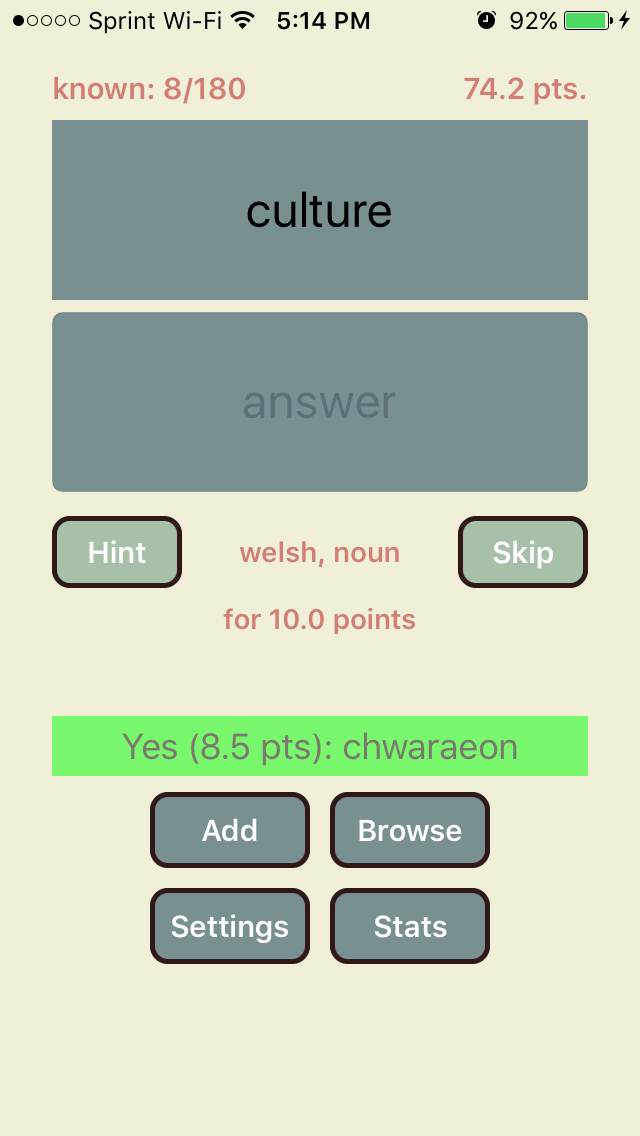 Sprint Wi-Fi 5:14 PM 92%
known: 8/180 74.2 pts.
culture
answer
Hint welsh, noun Skip
for 10.0 points
Yes (8.5 pts): chwaraeon
Add Browse
Settings Stats